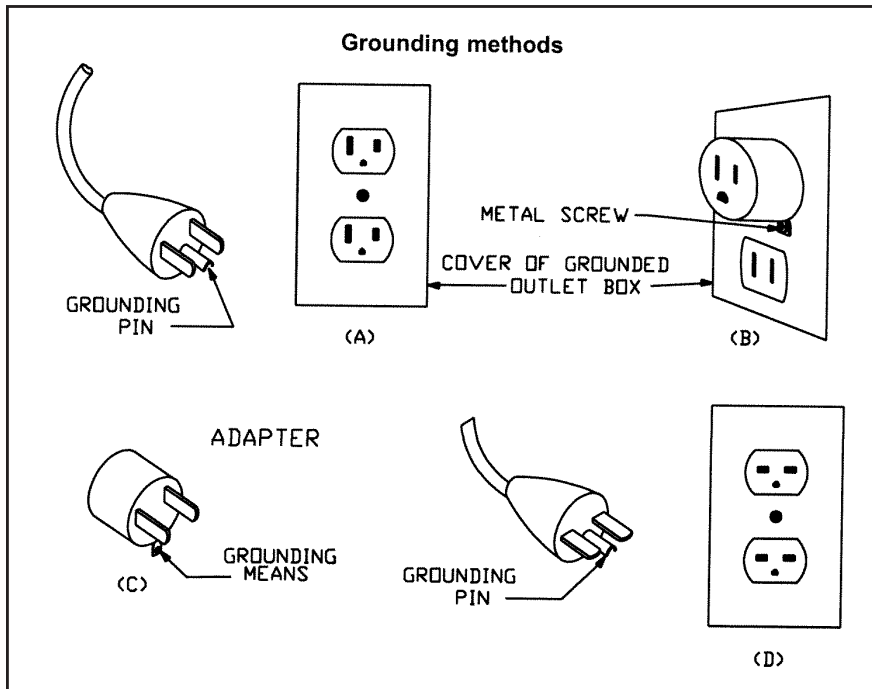 Grounding methods
METAL SCREW
COVER OF GROUNDED
OUTLET BOX
GROUNDING
PIN
(A)
(B)
ADAPTER
GROUNDING
MEANS
(C)
GROUNDING
PIN
(D)